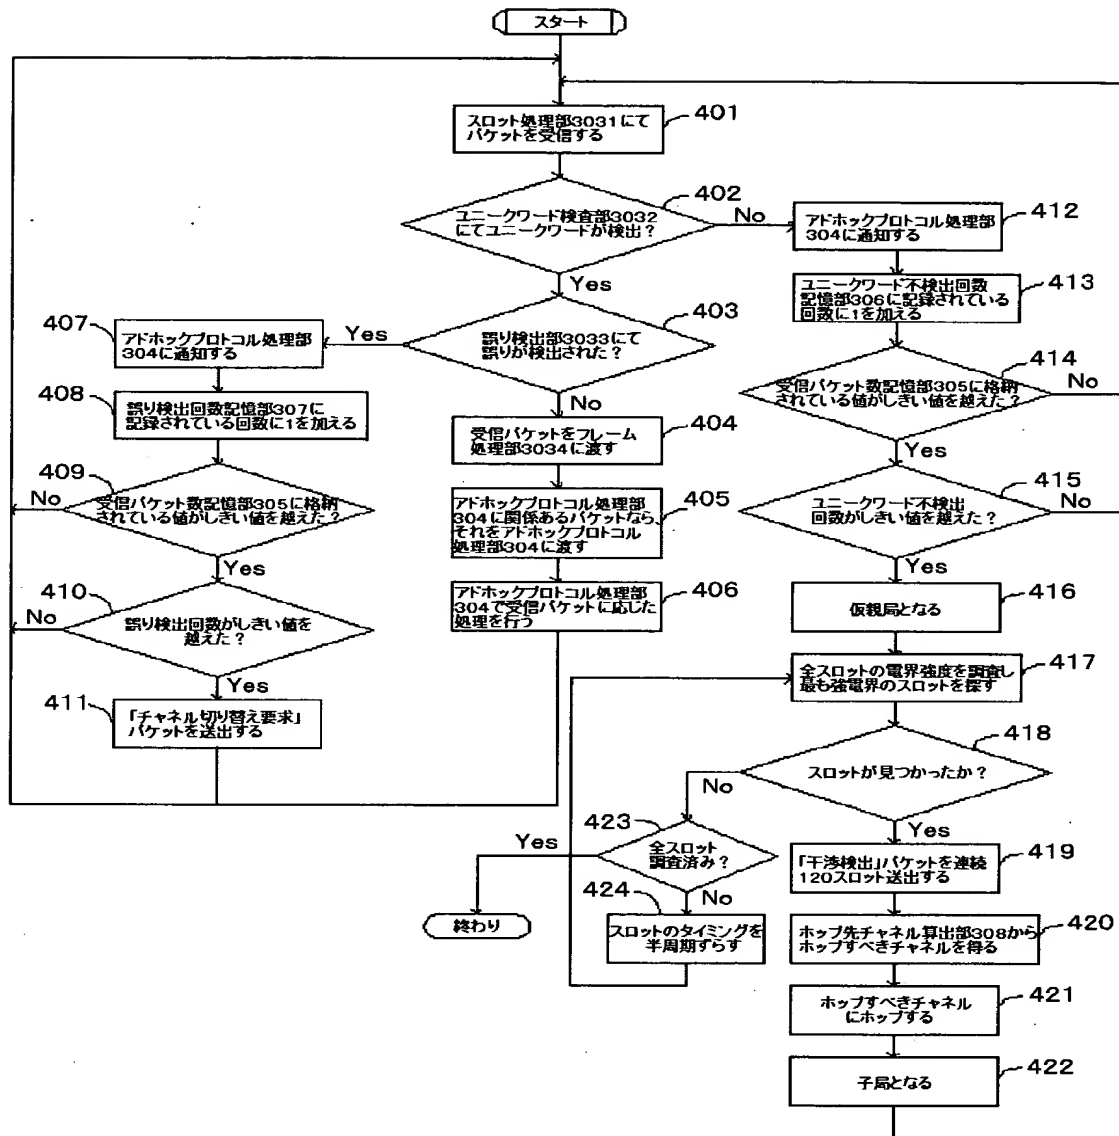 スタート
スロット処理部3031にて
パケットを受信する
401
ユニークワード検査部3032
にてユニークワードが検出？
402
No
Yes
アドホックプロトコル処理部
304に通知する
412
ユニークワード不検出回数
記憶部306に記録されている
回数に1を加える
413
誤り検出部3033にて
誤りが検出された？
403
Yes
No
407
アドホックプロトコル処理部
304に通知する
408
誤り検出回数記憶部307に
記録されている回数に1を加える
受信パケット数記憶部305に格納
されている値がしきい値を越えた？
414
No
Yes
受信パケットをフレーム
処理部3034に渡す
404
409
受信パケット数記憶部305に格納
されている値がしきい値を越えた？
No
Yes
アドホックプロトコル処理部
304に関係あるパケットなら、
それをアドホックプロトコル
処理部304に渡す
405
ユニークワード不検出
回数がしきい値を越えた？
415
No
Yes
410
誤り検出回数がしきい値を
越えた？
No
Yes
アドホックプロトコル処理部
304で受信パケットに応じた
処理を行う
406
仮親局となる
416
411
「チャネル切り替え要求」
パケットを送出する
全スロットの電界強度を調査し
最も強電界のスロットを探す
417
スロットが見つかったか？
418
No
Yes
423
全スロット
調査済み？
Yes
No
「干渉検出」パケットを連続
120スロット送出する
419
終わり
424
スロットのタイミングを
半周期ずらす
ホップ先チャネル算出部308から
ホップすべきチャネルを得る
420
ホップすべきチャネル
にホップする
421
子局となる
422